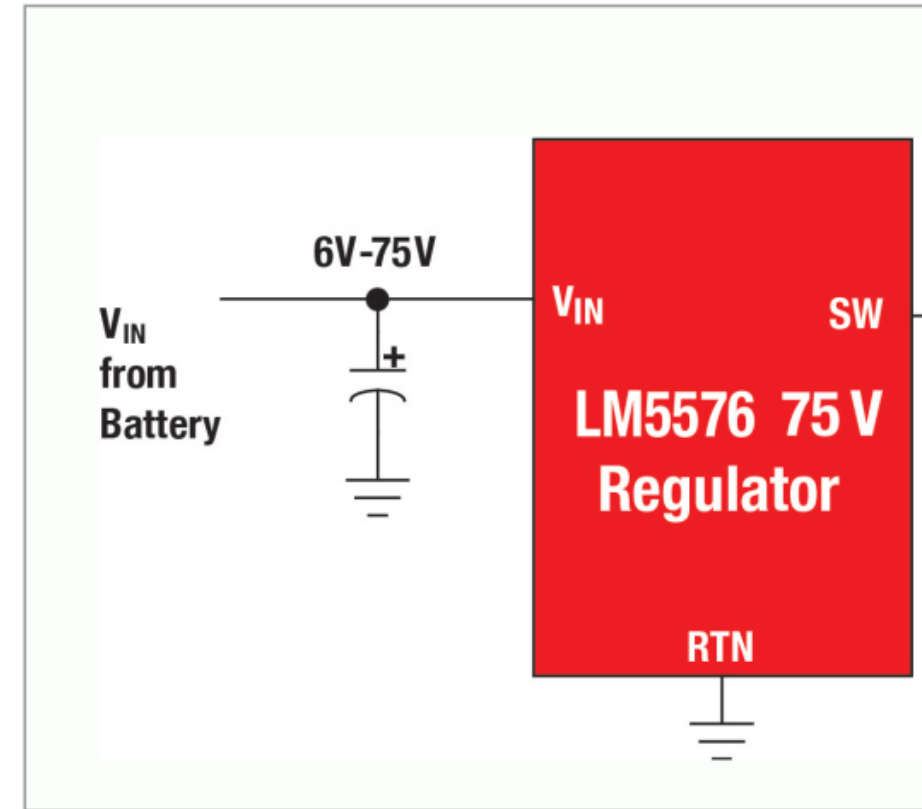 6V-75V
VIN
from
Battery
+
VIN
SW
LM5576 75 V
Regulator
RTN